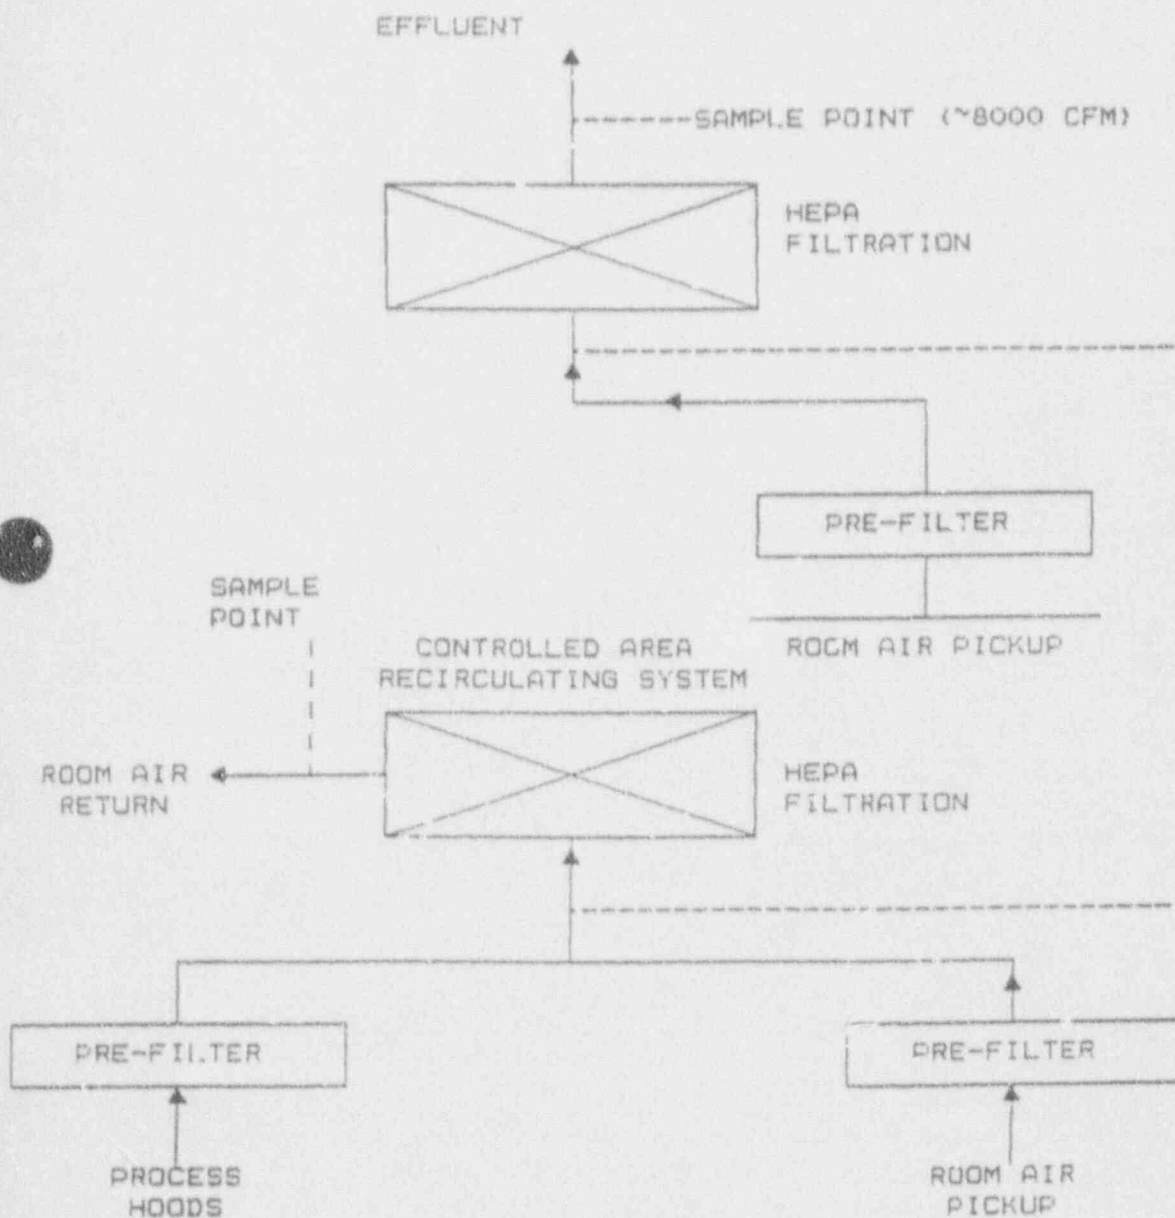 EFFLUENT
SAMPLE POINT (~8000 CFM)
HEPA
FILTRATION
PRE-FILTER
ROOM AIR PICKUP
SAMPLE
POINT
CONTROLLED AREA
RECIRCULATING SYSTEM
ROOM AIR
RETURN
HEPA
FILTRATION
PRE-FILTER
PRE-FILTER
PROCESS
HOODS
ROOM AIR
PICKUP